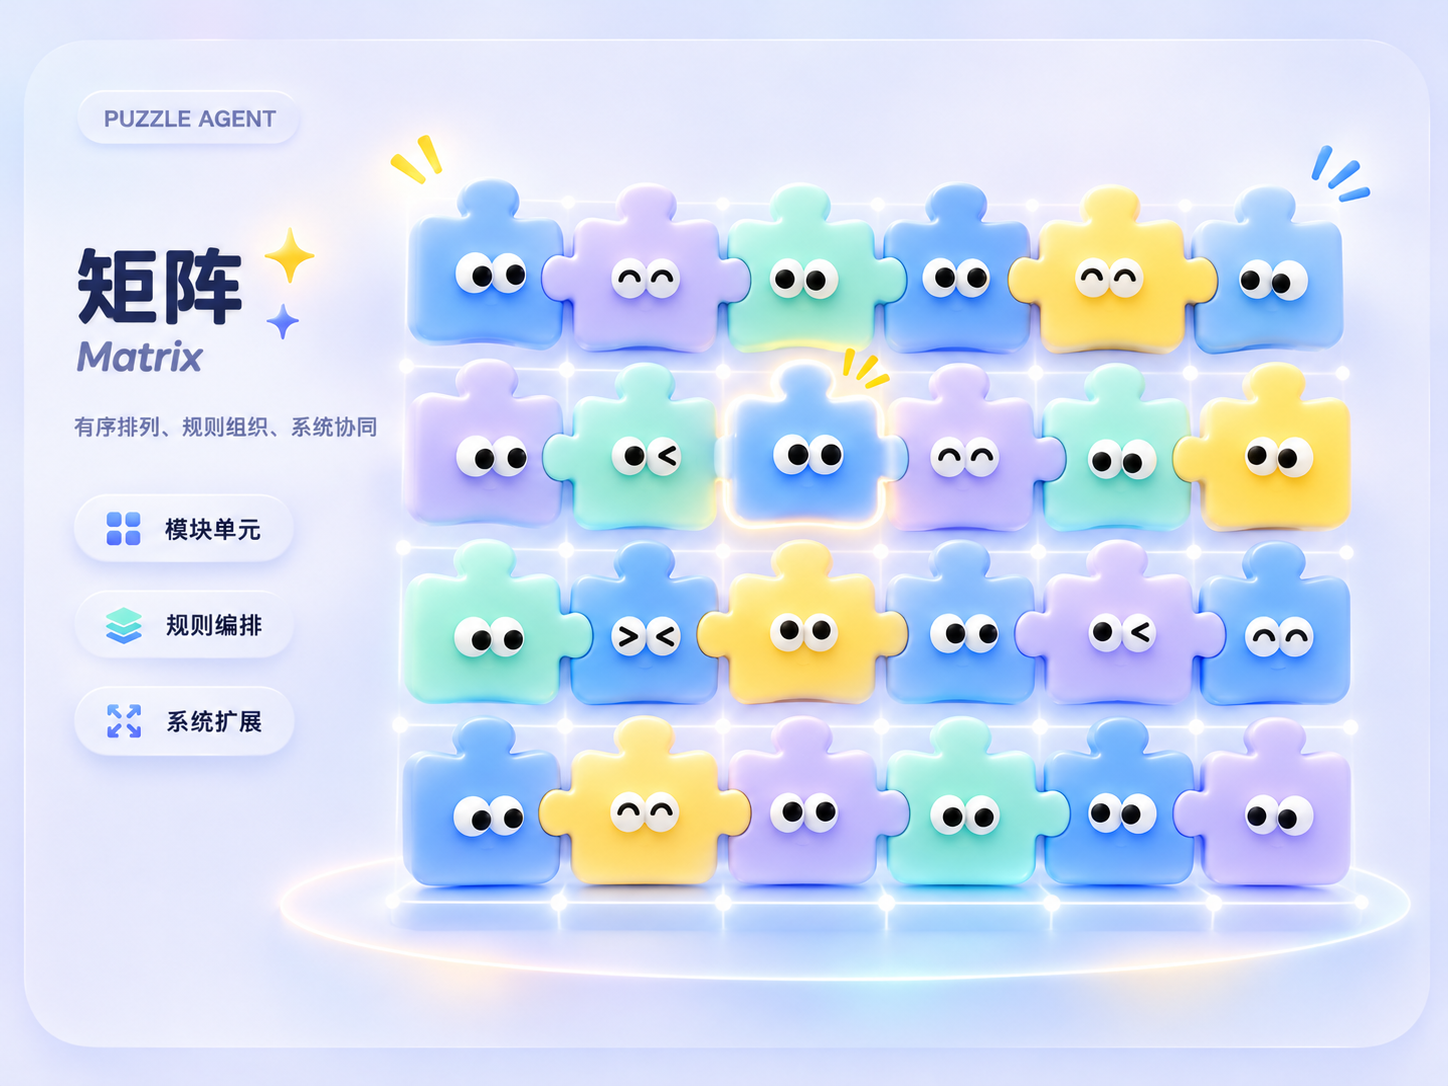 PUZZLE AGENT
矩阵
Matrix
有序排列、规则组织、系统协同
模块单元
规则编排
系统扩展